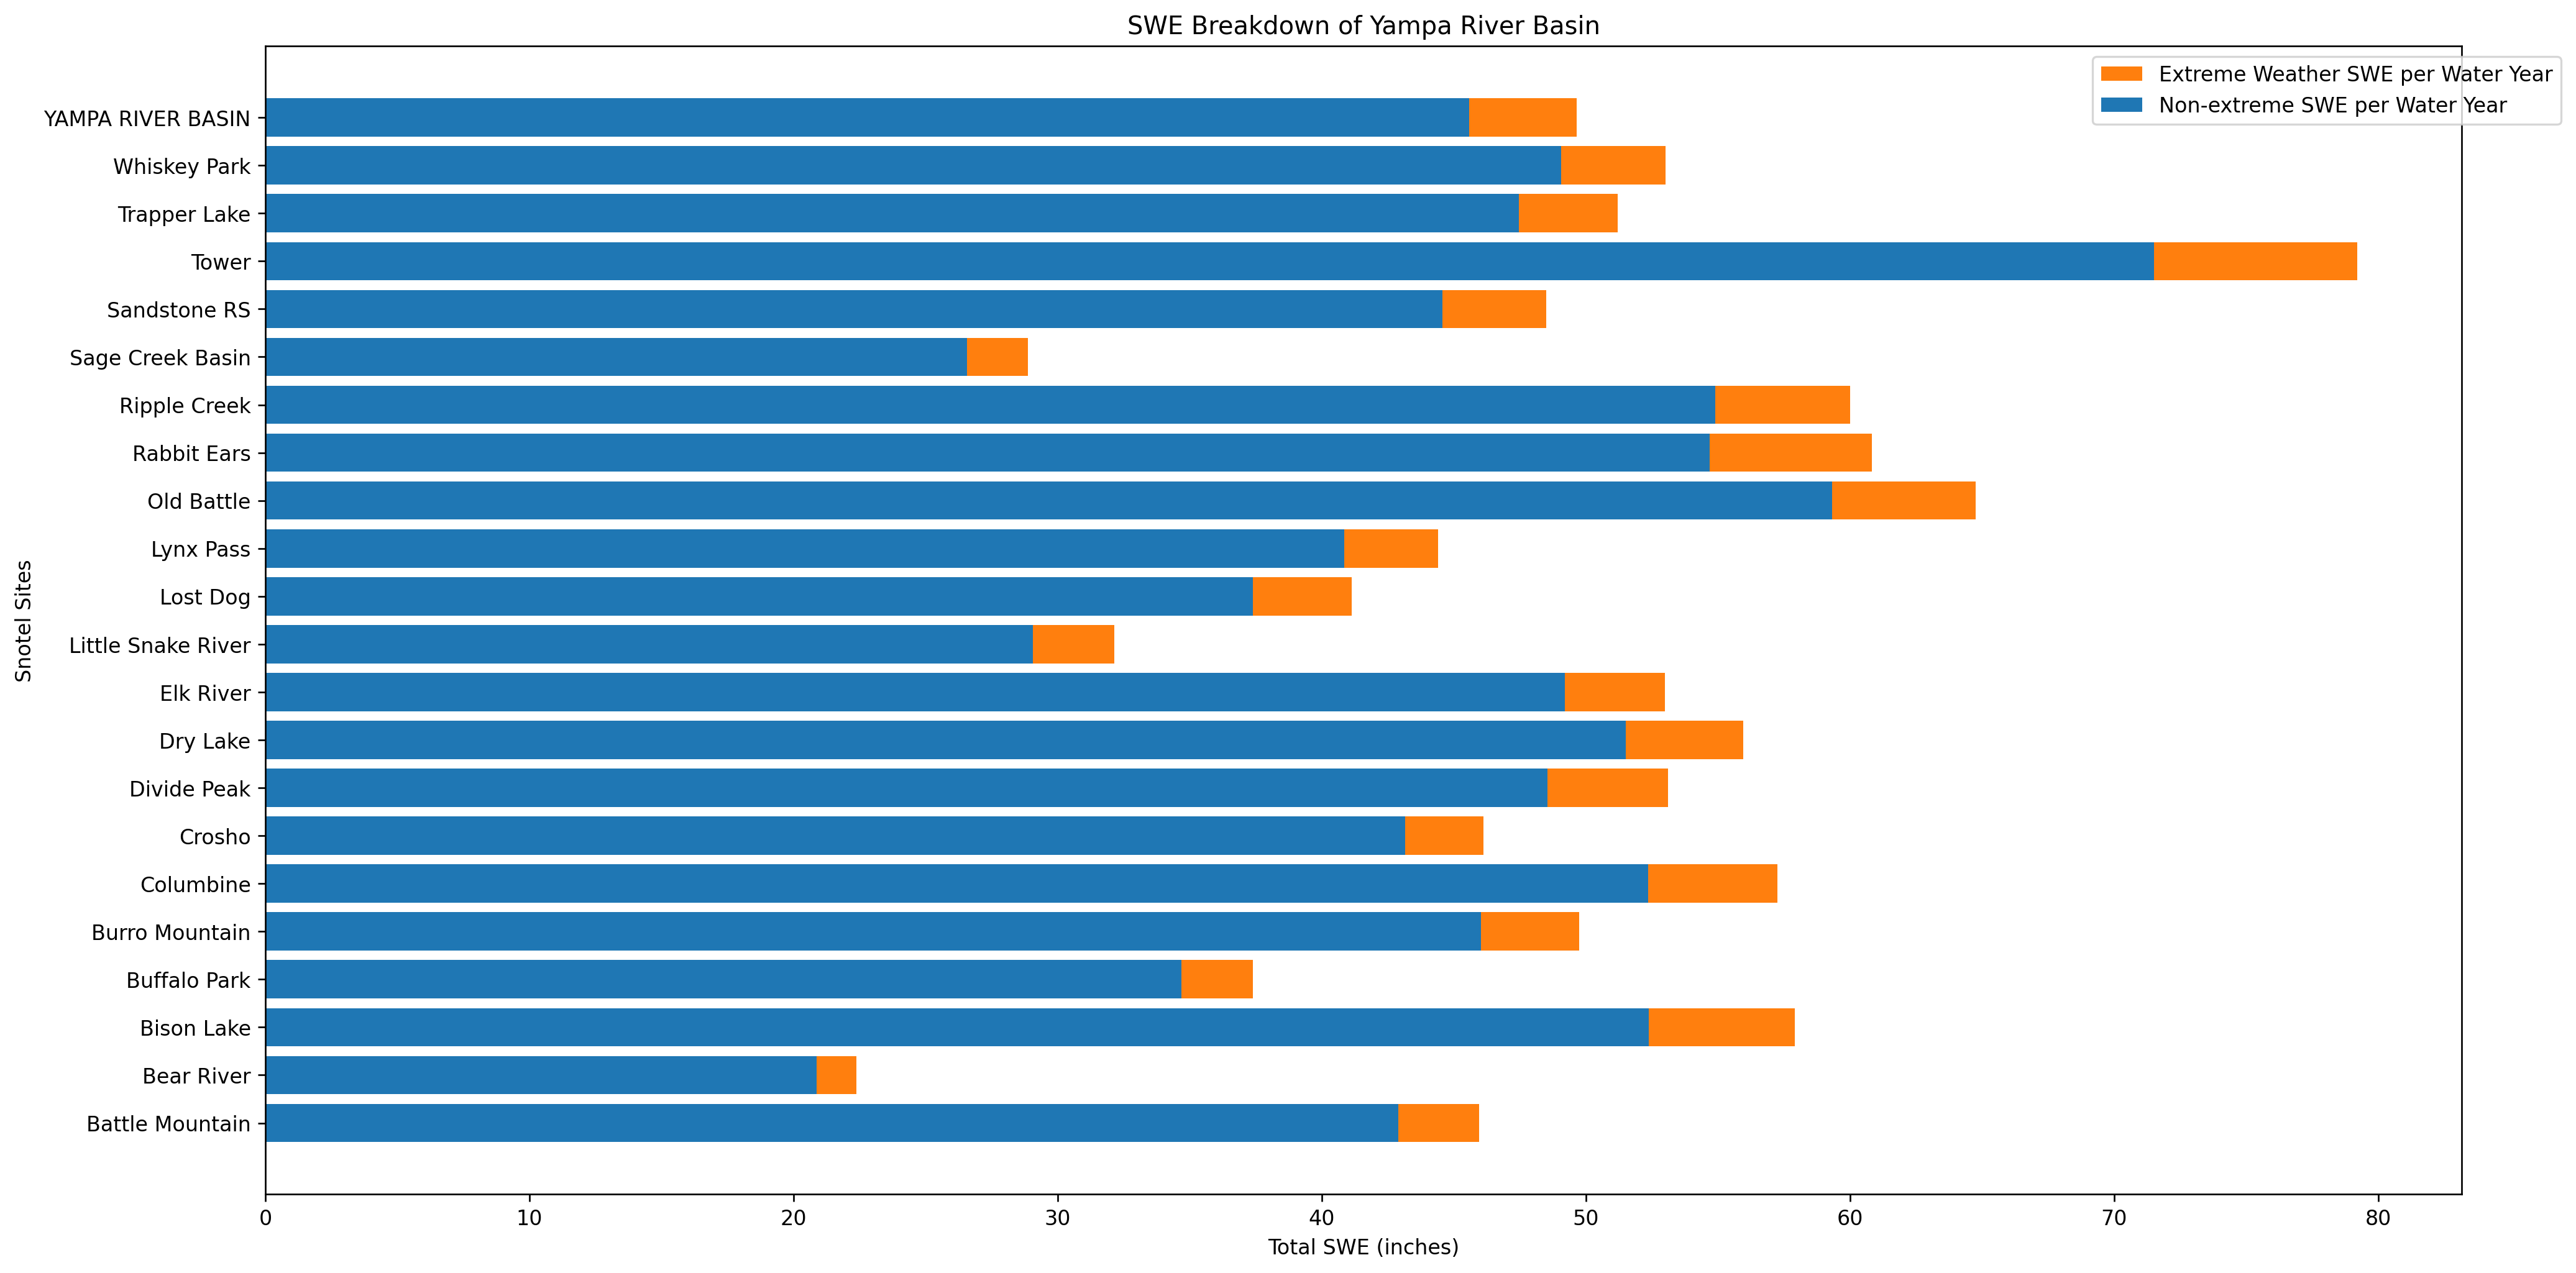 SWE Breakdown of Yampa River Basin
Extreme Weather SWE per Water Year
Non-extreme SWE per Water Year
YAMPA RIVER BASIN
Whiskey Park
Trapper Lake
Tower
Sandstone RS
Sage Creek Basin
Ripple Creek
Rabbit Ears
Old Battle
Lynx Pass
Lost Dog
Little Snake River
Elk River
Dry Lake
Divide Peak
Crosho
Columbine
Burro Mountain
Buffalo Park
Bison Lake
Bear River
Battle Mountain
Snotel Sites
0 10 20 30 40 50 60 70 80
Total SWE (inches)